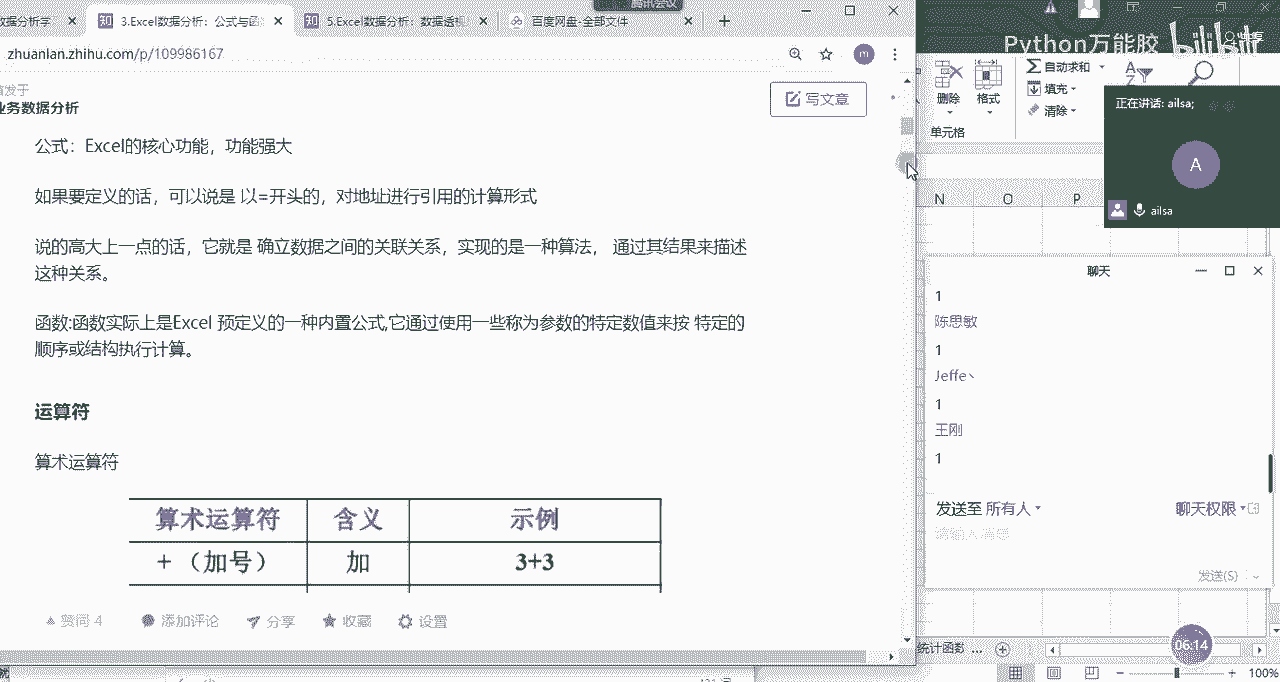 数据分析学
3.Excel数据分析：公式与函
5.Excel数据分析：数据透视
百度网盘-全部文件
腾讯会议
zhuanlan.zhihu.com/p/109986167
m
发于
业务数据分析
写文章
公式：Excel的核心功能，功能强大
如果要定义的话，可以说是 以=开头的，对地址进行引用的计算形式
说的高大上一点的话，它就是 确立数据之间的关联关系，实现的是一种算法， 通过其结果来描述
这种关系。
函数:函数实际上是Excel 预定义的一种内置公式,它通过使用一些称为参数的特定数值来按 特定的
顺序或结构执行计算。
运算符
算术运算符
算术运算符 含义 示例
+（加号） 加 3+3
赞同 4 添加评论 分享 收藏 设置
Python万能胶 bilibili
删除
格式
自动求和
填充
清除
单元格
正在讲话: ailsa;
A
ailsa
N O P
聊天
1
陈思敏
1
Jeffe丶
1
王刚
1
发送至 所有人
聊天权限
发送(S)
统计函数 ...
06:14
100%